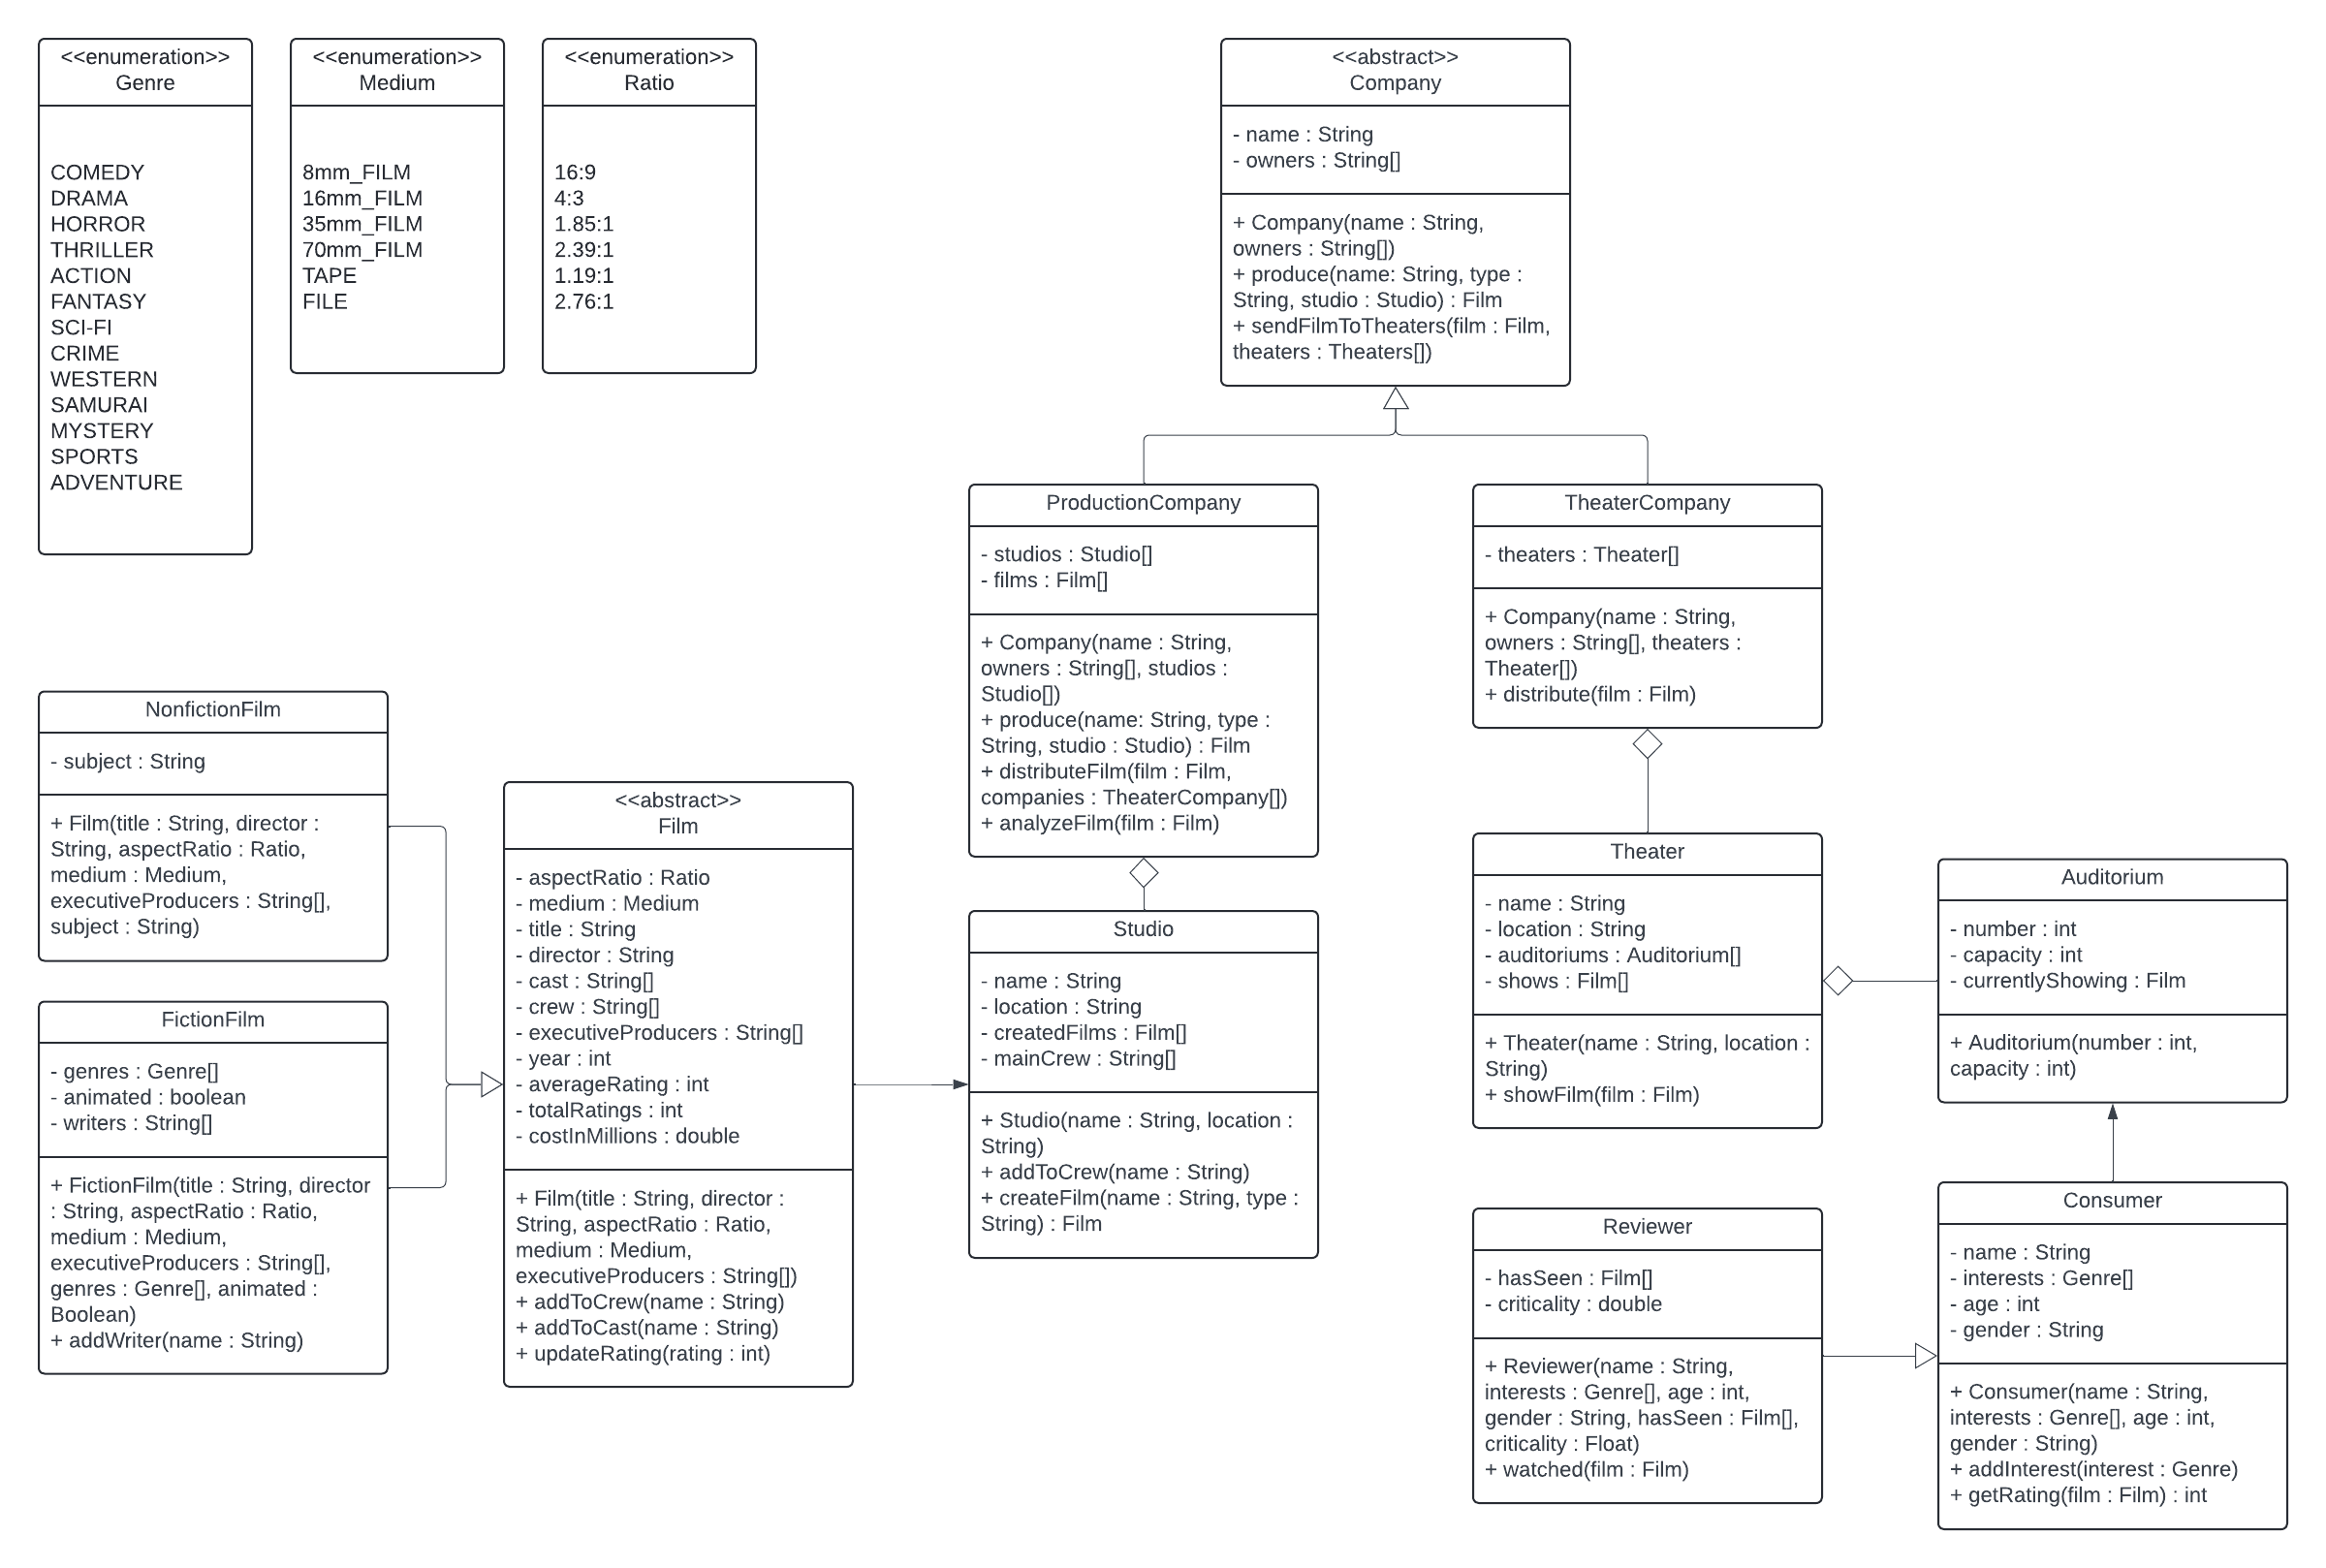 <<enumeration>>
Genre
COMEDY
DRAMA
HORROR
THRILLER
ACTION
FANTASY
SCI-FI
CRIME
WESTERN
SAMURAI
MYSTERY
SPORTS
ADVENTURE
<<enumeration>>
Medium
8mm_FILM
16mm_FILM
35mm_FILM
70mm_FILM
TAPE
FILE
<<enumeration>>
Ratio
16:9
4:3
1.85:1
2.39:1
1.19:1
2.76:1
<<abstract>>
Company
- name : String
- owners : String[]
+ Company(name : String,
owners : String[])
+ produce(name: String, type :
String, studio : Studio) : Film
+ sendFilmToTheaters(film : Film,
theaters : Theaters[])
ProductionCompany
- studios : Studio[]
- films : Film[]
+ Company(name : String,
owners : String[], studios :
Studio[])
+ produce(name: String, type :
String, studio : Studio) : Film
+ distributeFilm(film : Film,
companies : TheaterCompany[])
+ analyzeFilm(film : Film)
TheaterCompany
- theaters : Theater[]
+ Company(name : String,
owners : String[], theaters :
Theater[])
+ distribute(film : Film)
NonfictionFilm
- subject : String
+ Film(title : String, director :
String, aspectRatio : Ratio,
medium : Medium,
executiveProducers : String[],
subject : String)
FictionFilm
- genres : Genre[]
- animated : boolean
- writers : String[]
+ FictionFilm(title : String, director
: String, aspectRatio : Ratio,
medium : Medium,
executiveProducers : String[],
genres : Genre[], animated :
Boolean)
+ addWriter(name : String)
<<abstract>>
Film
- aspectRatio : Ratio
- medium : Medium
- title : String
- director : String
- cast : String[]
- crew : String[]
- executiveProducers : String[]
- year : int
- averageRating : int
- totalRatings : int
- costInMillions : double
+ Film(title : String, director :
String, aspectRatio : Ratio,
medium : Medium,
executiveProducers : String[])
+ addToCrew(name : String)
+ addToCast(name : String)
+ updateRating(rating : int)
Studio
- name : String
- location : String
- createdFilms : Film[]
- mainCrew : String[]
+ Studio(name : String, location :
String)
+ addToCrew(name : String)
+ createFilm(name : String, type :
String) : Film
Theater
- name : String
- location : String
- auditoriums : Auditorium[]
- shows : Film[]
+ Theater(name : String, location :
String)
+ showFilm(film : Film)
Auditorium
- number : int
- capacity : int
- currentlyShowing : Film
+ Auditorium(number : int,
capacity : int)
Reviewer
- hasSeen : Film[]
- criticality : double
+ Reviewer(name : String,
interests : Genre[], age : int,
gender : String, hasSeen : Film[],
criticality : Float)
+ watched(film : Film)
Consumer
- name : String
- interests : Genre[]
- age : int
- gender : String
+ Consumer(name : String,
interests : Genre[], age : int,
gender : String)
+ addInterest(interest : Genre)
+ getRating(film : Film) : int